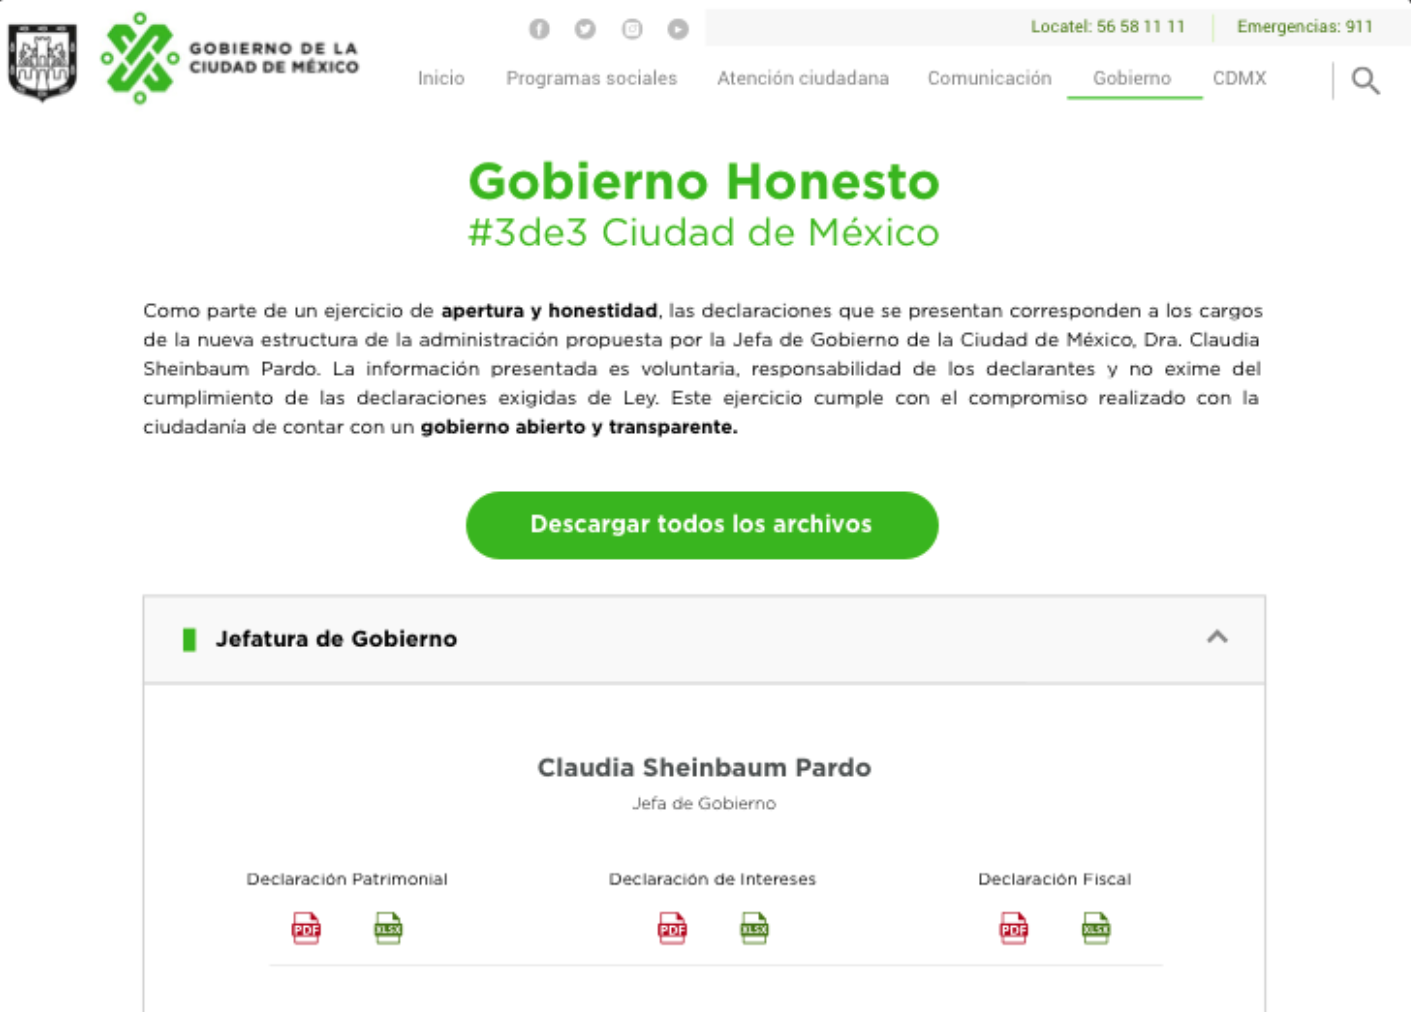 GOBIERNO DE LA
CIUDAD DE MÉXICO
Locatel: 56 58 11 11
Emergencias: 911
Inicio
Programas sociales
Atención ciudadana
Comunicación
Gobierno
CDMX
Gobierno Honesto
#3de3 Ciudad de México
Como parte de un ejercicio de apertura y honestidad, las declaraciones que se presentan corresponden a los cargos
de la nueva estructura de la administración propuesta por la Jefa de Gobierno de la Ciudad de México, Dra. Claudia
Sheinbaum Pardo. La información presentada es voluntaria, responsabilidad de los declarantes y no exime del
cumplimiento de las declaraciones exigidas de Ley. Este ejercicio cumple con el compromiso realizado con la
ciudadanía de contar con un gobierno abierto y transparente.
Descargar todos los archivos
Jefatura de Gobierno
Claudia Sheinbaum Pardo
Jefa de Gobierno
Declaración Patrimonial
Declaración de Intereses
Declaración Fiscal
PDF
XLSX
PDF
XLSX
PDF
XLSX